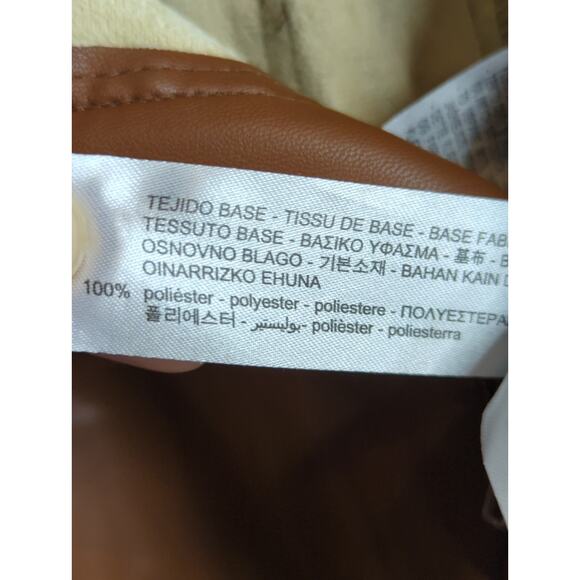 TEJIDO BASE - TISSU DE BASE - BASE FAB
TESSUTO BASE - ΒΑΣΙΚΟ ΥΦΑΣΜΑ - 基布 - B
OSNOVNO BLAGO - 기본소재 - BAHAN KAIN D
OINARRIZKO EHUNA
100% poliéster - polyester - poliestere - ΠΟΛΥΕΣΤΕΡΑ
폴리에스터 - بوليستير- polièster - poliesterra